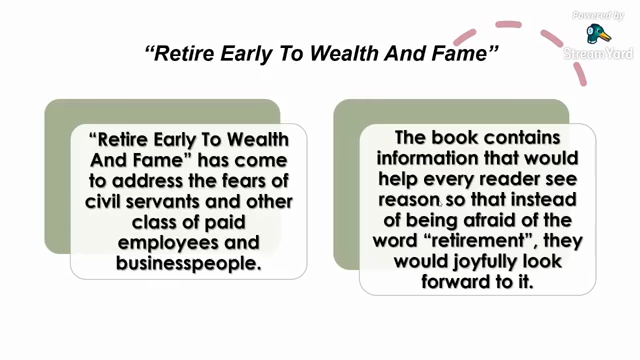 Powered by
StreamYard
“Retire Early To Wealth And Fame”
“Retire Early To Wealth
And Fame” has come
to address the fears of
civil servants and other
class of paid
employees and
businesspeople.
The book contains
information that would
help every reader see
reason so that instead
of being afraid of the
word “retirement”, they
would joyfully look
forward to it.